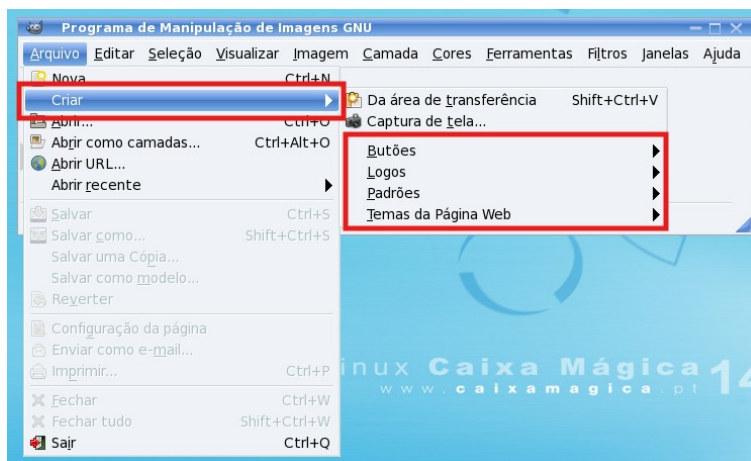 Programa de Manipulação de Imagens GNU
Arquivo Editar Seleção Visualizar Imagem Camada Cores Ferramentas Filtros Janelas Ajuda
Nova Ctrl+N
Criar
Da área de transferência Shift+Ctrl+V
Abrir... Ctrl+O
Captura de tela...
Abrir como camadas... Ctrl+Alt+O
Butões
Abrir URL...
Logos
Abrir recente
Padrões
Salvar Ctrl+S
Temas da Página Web
Salvar como... Shift+Ctrl+S
Salvar uma Cópia...
Salvar como modelo...
Reverter
Configuração da página
Enviar como e-mail...
Imprimir... Ctrl+P
inux Caixa Mágica 14
www.caixamagica.pt
Fechar Ctrl+W
Fechar tudo Shift+Ctrl+W
Sair Ctrl+Q